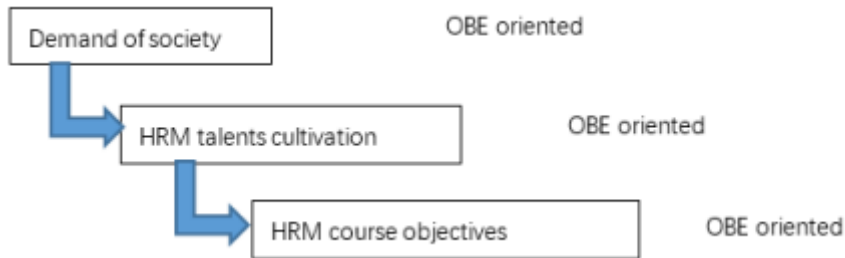 Demand of society
OBE oriented
HRM talents cultivation
OBE oriented
HRM course objectives
OBE oriented